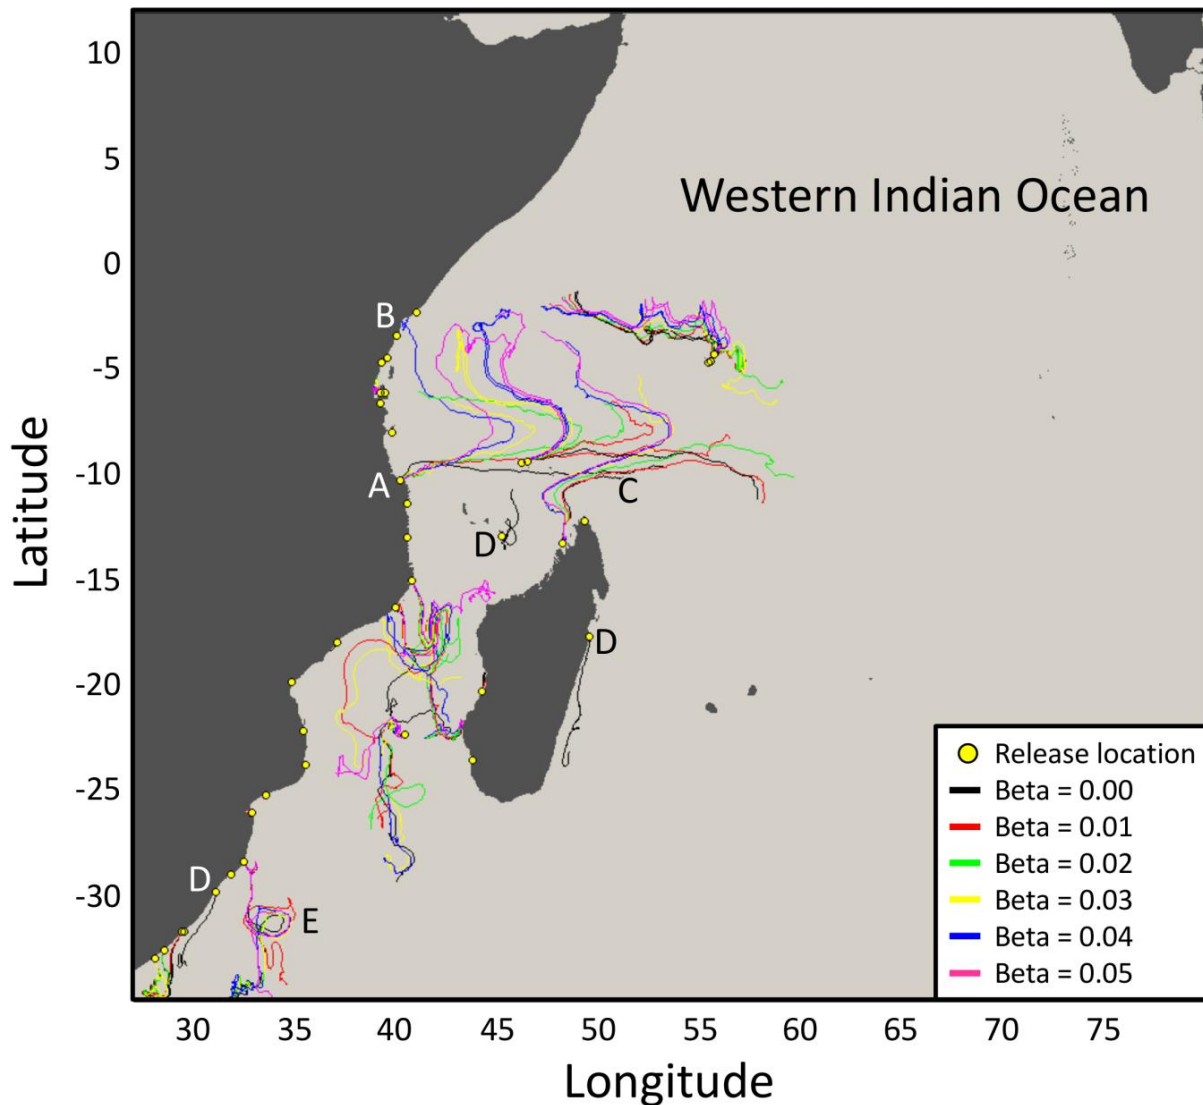 10
5
0
-5
-10
-15
-20
-25
-30
Latitude
Western Indian Ocean
B
A
C
D
D
D
E
Release location
Beta = 0.00
Beta = 0.01
Beta = 0.02
Beta = 0.03
Beta = 0.04
Beta = 0.05
30 35 40 45 50 55 60 65 70 75
Longitude